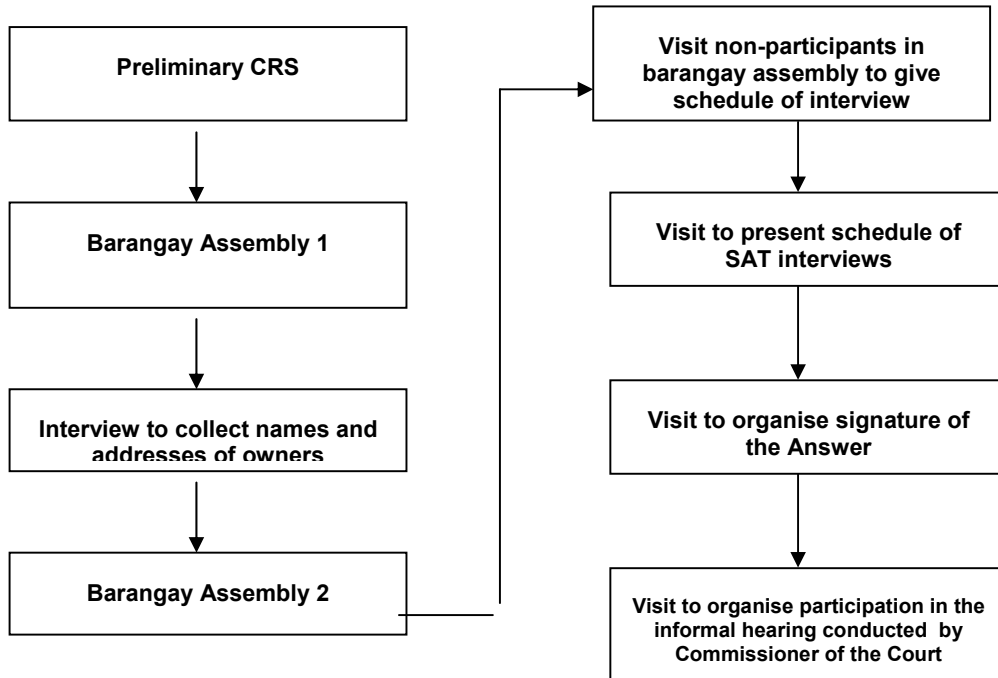 Preliminary CRS
Barangay Assembly 1
Interview to collect names and
addresses of owners
Barangay Assembly 2
Visit non-participants in
barangay assembly to give
schedule of interview
Visit to present schedule of
SAT interviews
Visit to organise signature of
the Answer
Visit to organise participation in the
informal hearing conducted by
Commissioner of the Court